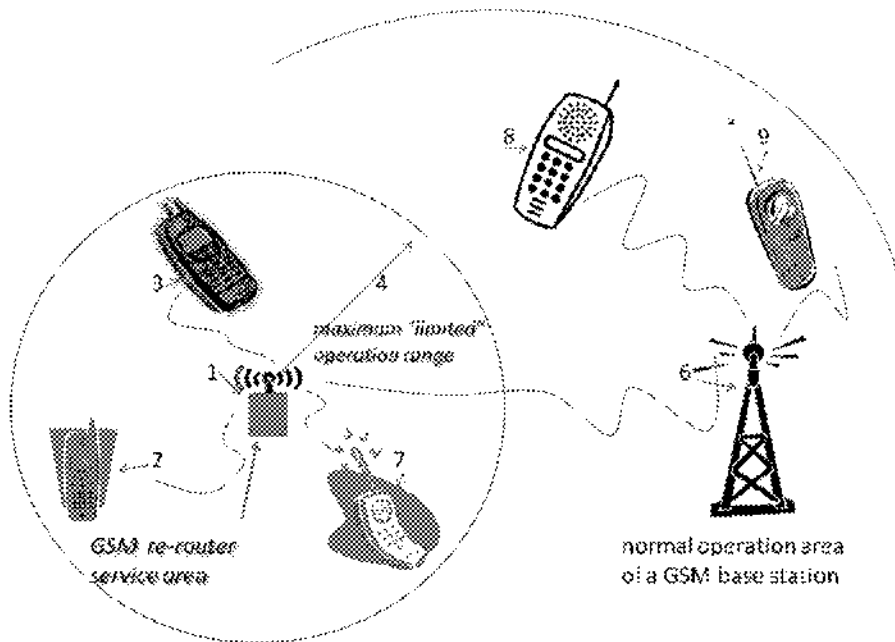 8
9
3
4
maximum "limited"
operation range
1
6
2
7
GSM re-router
service area
normal operation area
of a GSM base station